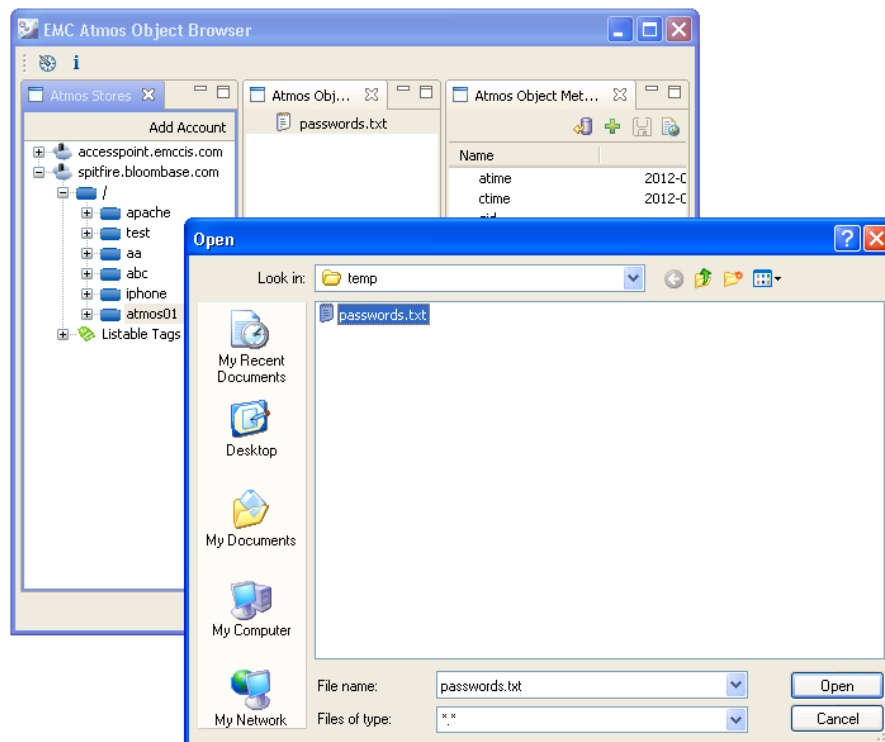 EMC Atmos Object Browser
i
Atmos Stores
Atmos Obj...
Atmos Object Met...
Add Account
passwords.txt
accesspoint.emccis.com
spitfire.bloombase.com
/
apache
test
aa
abc
iphone
atmos01
Listable Tags
Name
atime 2012-0
ctime 2012-0
Open
Look in: temp
passwords.txt
My Recent
Documents
Desktop
My Documents
My Computer
My Network
File name: passwords.txt Open
Files of type: *.* Cancel